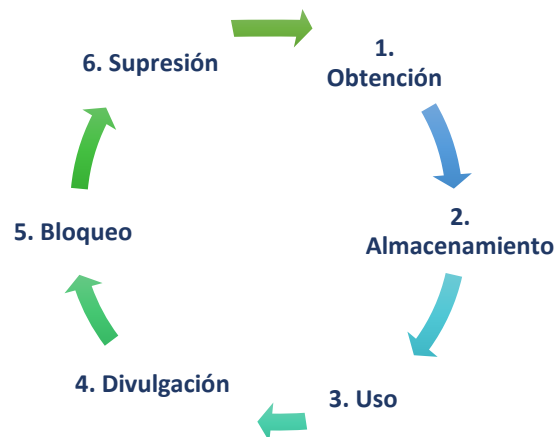 1.
Obtención
2.
Almacenamiento
3. Uso
4. Divulgación
5. Bloqueo
6. Supresión